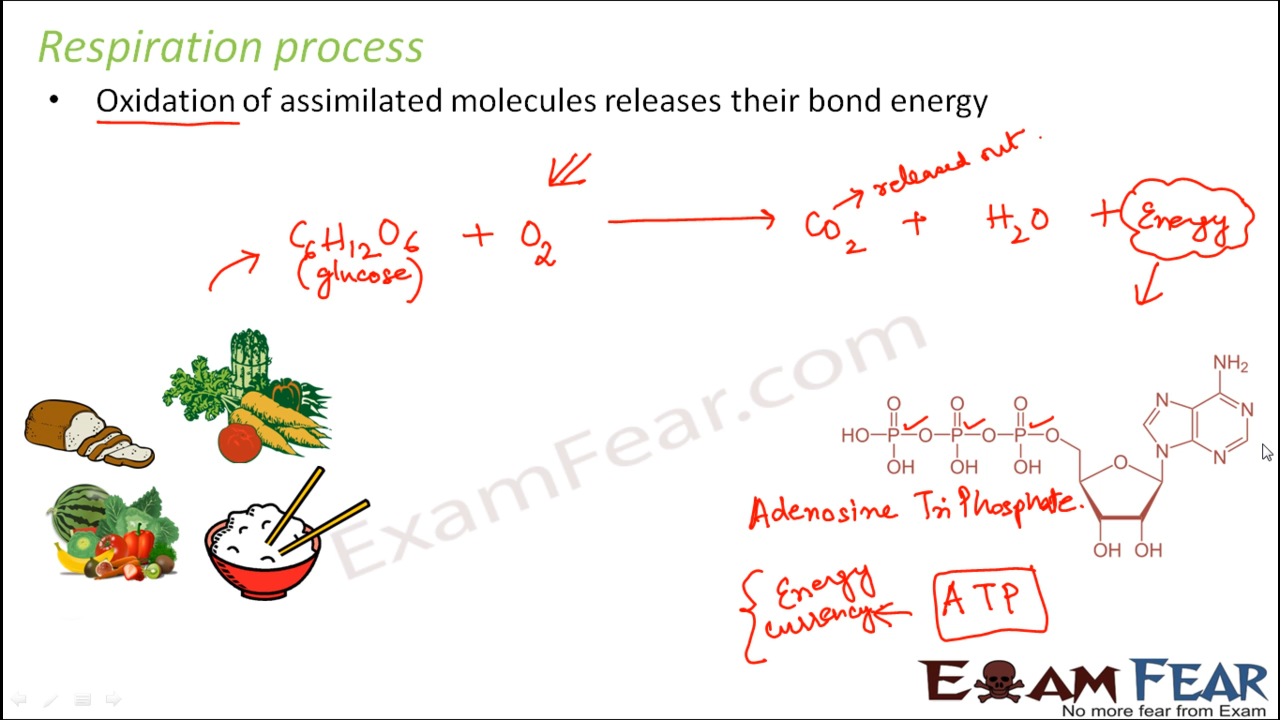 Respiration process
• Oxidation of assimilated molecules releases their bond energy
released out.
C6H12O6 + O2 → CO2 + H2O + Energy
(glucose)
ExamFear.com
NH2
N N
O O O
HO P O P O P O
N N
OH OH OH O
Adenosine Tri Phosphate.
OH OH
Energy
currency ← ATP
EXAM FEAR
No more fear from Exam